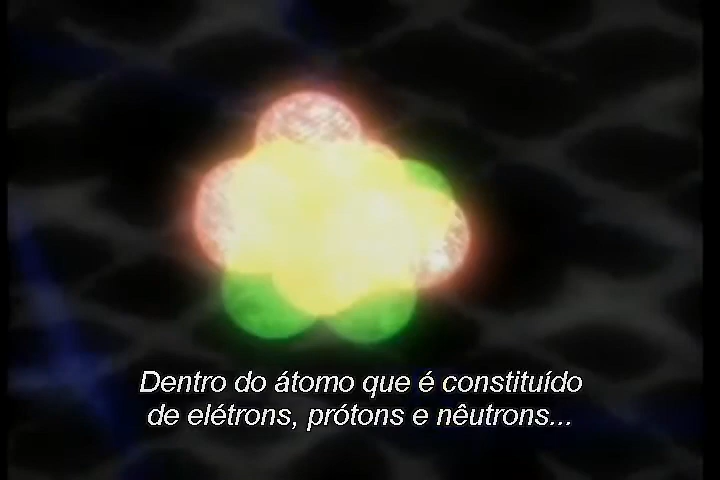 Dentro do átomo que é constituído
de elétrons, prótons e nêutrons...